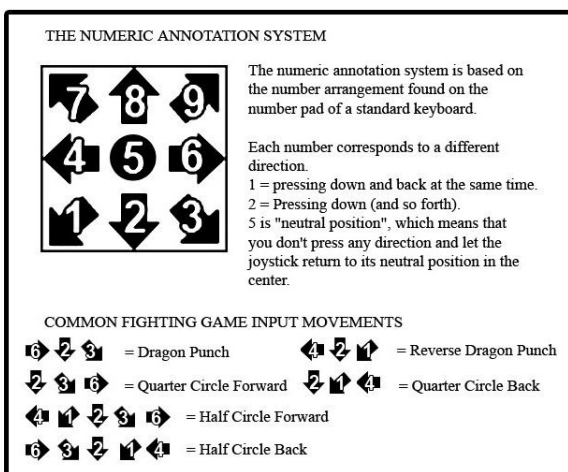 THE NUMERIC ANNOTATION SYSTEM
7 8 9
4 5 6
1 2 3
The numeric annotation system is based on
the number arrangement found on the
number pad of a standard keyboard.
Each number corresponds to a different
direction.
1 = pressing down and back at the same time.
2 = Pressing down (and so forth).
5 is "neutral position", which means that
you don't press any direction and let the
joystick return to its neutral position in the
center.
COMMON FIGHTING GAME INPUT MOVEMENTS
6 2 3 = Dragon Punch
4 2 1 = Reverse Dragon Punch
2 3 6 = Quarter Circle Forward
2 1 4 = Quarter Circle Back
4 1 2 3 6 = Half Circle Forward
6 3 2 1 4 = Half Circle Back